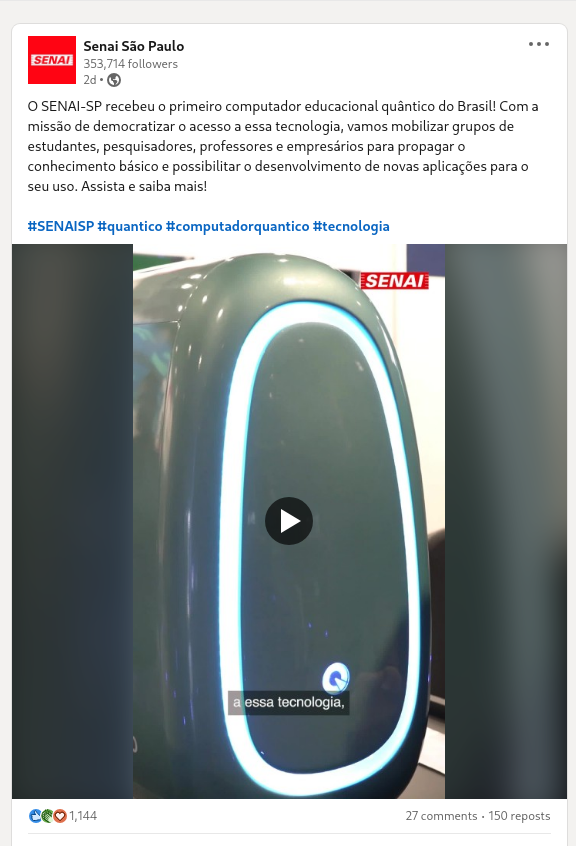 SENAI
Senai São Paulo
353,714 followers
2d •
O SENAI-SP recebeu o primeiro computador educacional quântico do Brasil! Com a
missão de democratizar o acesso a essa tecnologia, vamos mobilizar grupos de
estudantes, pesquisadores, professores e empresários para propagar o
conhecimento básico e possibilitar o desenvolvimento de novas aplicações para o
seu uso. Assista e saiba mais!
#SENAISP #quantico #computadorquantico #tecnologia
SENAI
a essa tecnologia,
1,144
27 comments • 150 reposts